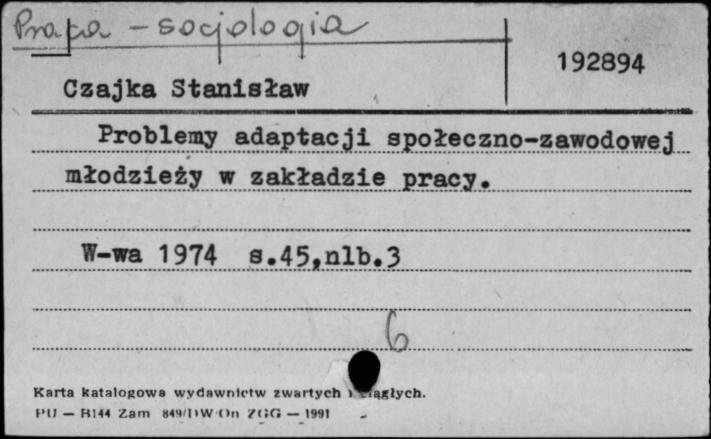 Praca - socjologia
192894
Czajka Stanisław
Problemy adaptacji społeczno-zawodowej
młodzieży w zakładzie pracy.
W-wa 1974 s.45,nlb.3
6
Karta katalogowa wydawnictw zwartych i ciągłych.
PU — B144 Zam 849/DW/On ZGG — 1991